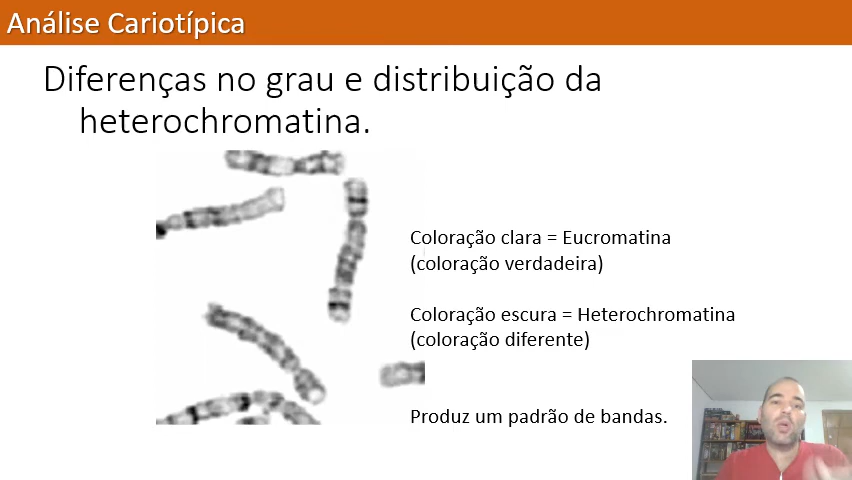 Análise Cariotípica
Diferenças no grau e distribuição da
heterochromatina.
Coloração clara = Eucromatina
(coloração verdadeira)
Coloração escura = Heterochromatina
(coloração diferente)
Produz um padrão de bandas.